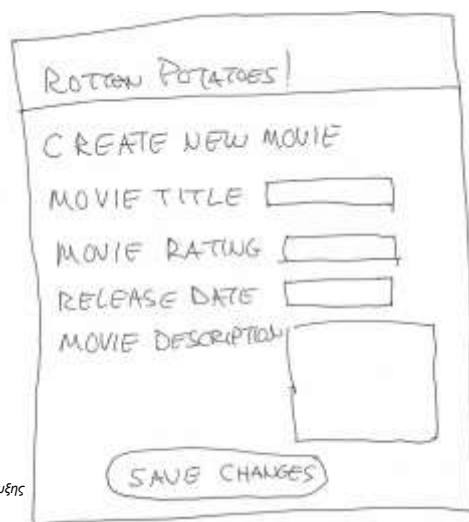 ROTTEN POTATOES!
CREATE NEW MOVIE
MOVIE TITLE
MOVIE RATING
RELEASE DATE
MOVIE DESCRIPTION
SAVE CHANGES